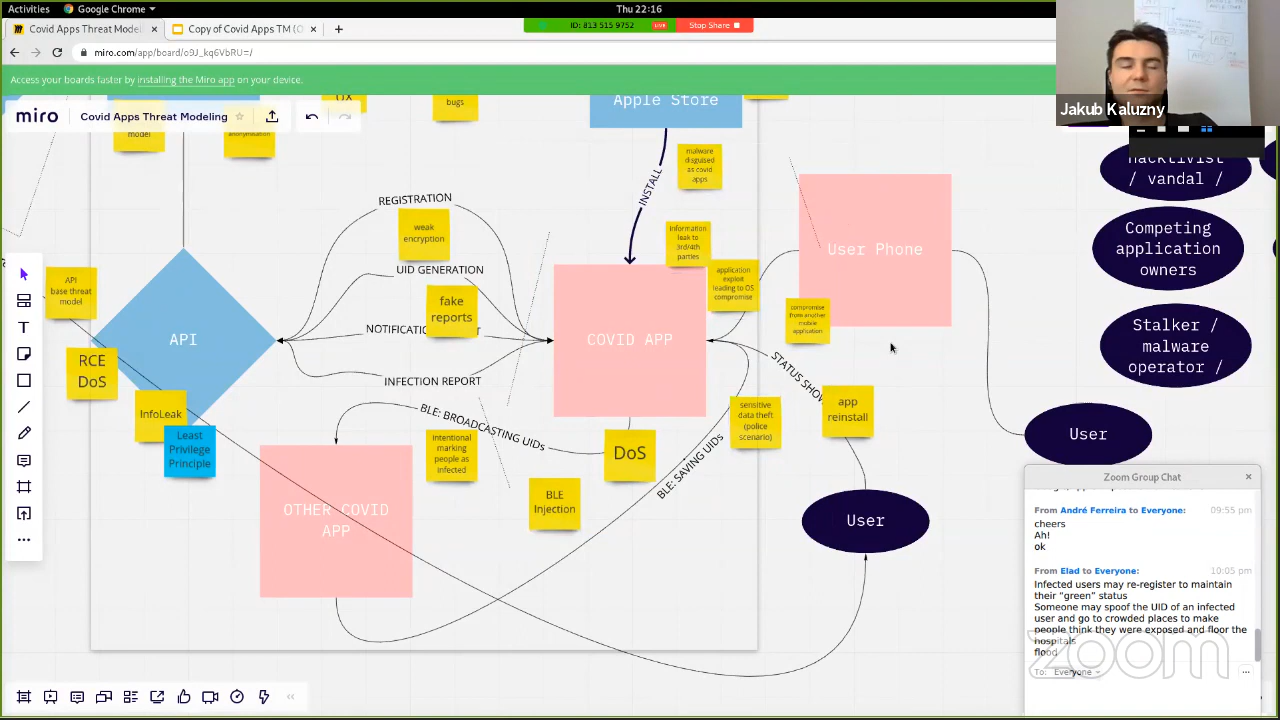 Activities
Google Chrome
Thu 22:16
Covid Apps Threat Model
Copy of Covid Apps TM (O
ID: 813 515 9752
LIVE
Stop Share
miro.com/app/board/o9J_kq6VbRU=/
Access your boards faster by installing the Miro app on your device.
Jakub Kaluzny
miro
Covid Apps Threat Modeling
model
bugs
Apple Store
INSTALL
malware
disguised
as covid
apps
hacktivist
/ vandal /
Competing
application
owners
Stalker /
malware
operator /
User
REGISTRATION
weak
encryption
UID GENERATION
fake
reports
INFECTION REPORT
information
leak to
3rd/4th
parties
application
exploit
leading to OS
compromise
User Phone
compromise
from another
mobile
application
API
base threat
model
API
COVID APP
RCE
DoS
InfoLeak
Least
Privilege
Principle
BLE: BROADCASTING UIDS
intentional
marking
people as
infected
DoS
BLE
Injection
BLE: SAVING UIDs
sensitive
data theft
(police
scenario)
STATUS SHOW
app
reinstall
User
OTHER COVID
APP
Zoom Group Chat
From André Ferreira to Everyone:
09:55 pm
cheers
Ah!
ok
From Elad to Everyone:
10:05 pm
Infected users may re-register to maintain
their “green” status
Someone may spoof the UID of an infected
user and go to crowded places to make
people think they were exposed and floor the
hospitals
flood
To: Everyone
zoom